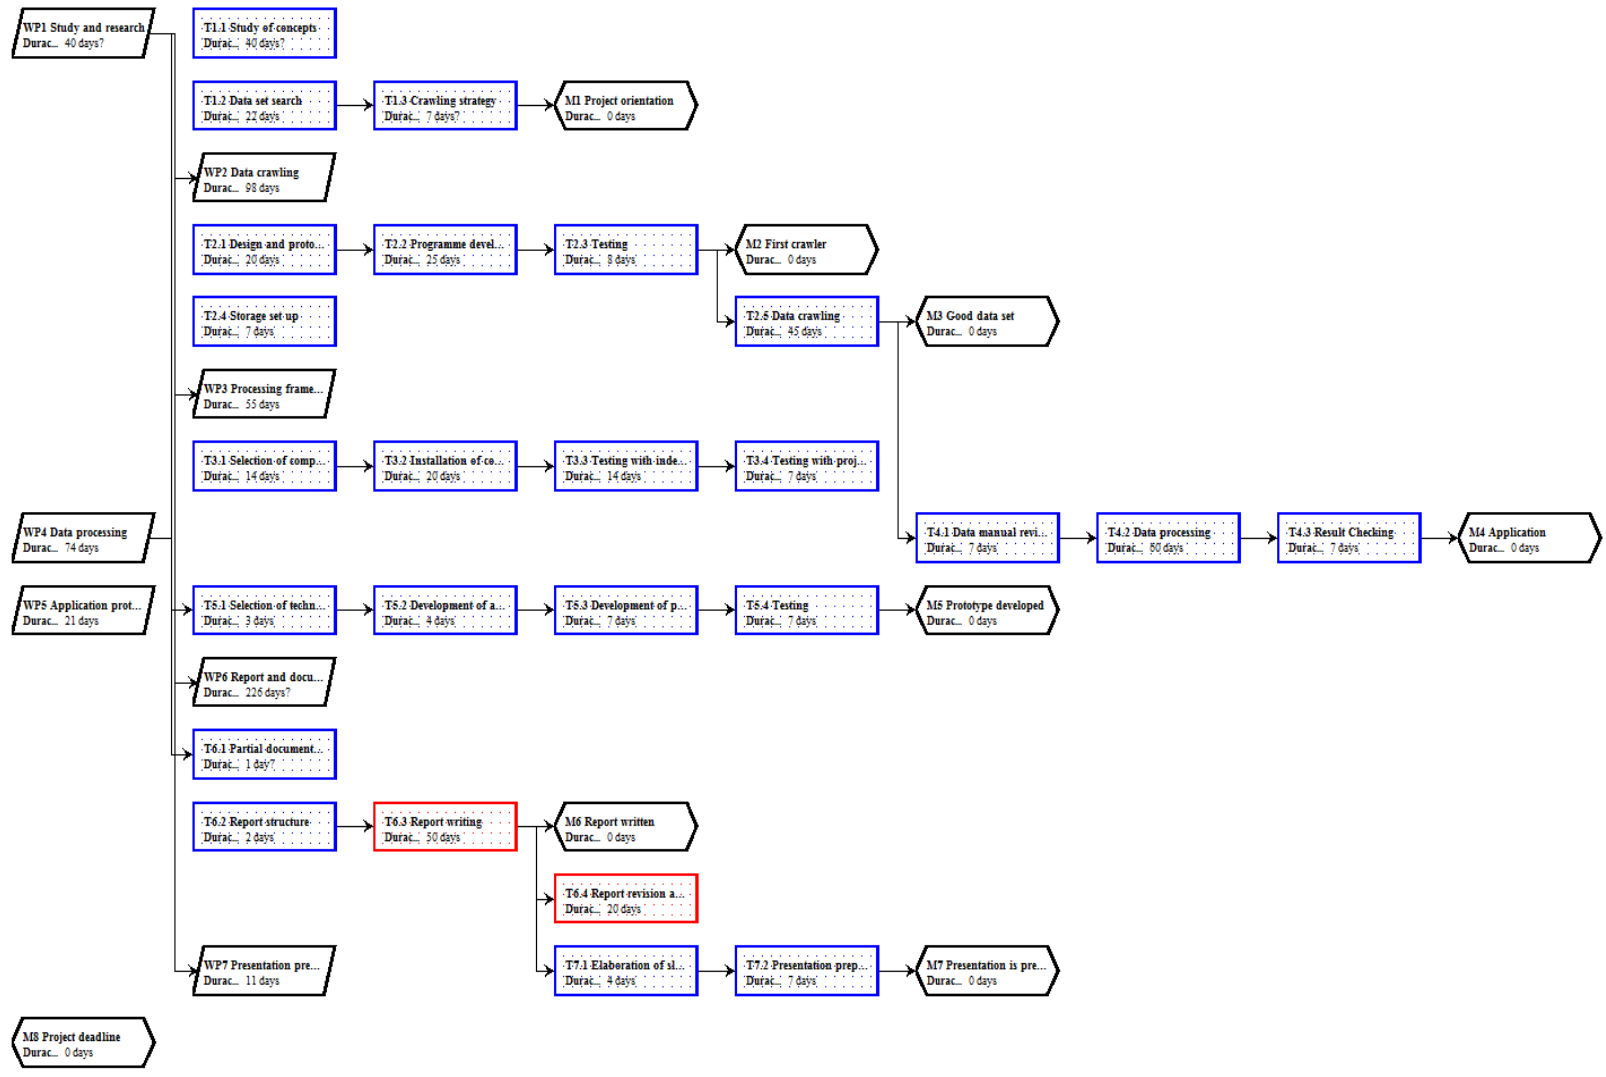 WP1 Study and research
Durac... 40 days?
T1.1 Study of concepts
Durac... 40 days?
T1.2 Data set search
Durac... 22 days
T1.3 Crawling strategy
Durac... 7 days?
M1 Project orientation
Durac... 0 days
WP2 Data crawling
Durac... 98 days
T2.1 Design and proto...
Durac... 20 days
T2.2 Programme devel...
Durac... 25 days
T2.3 Testing
Durac... 8 days
M2 First crawler
Durac... 0 days
T2.4 Storage set up
Durac... 7 days
T2.5 Data crawling
Durac... 45 days
M3 Good data set
Durac... 0 days
WP3 Processing frame...
Durac... 55 days
T3.1 Selection of comp...
Durac... 14 days
T3.2 Installation of co...
Durac... 20 days
T3.3 Testing with inde...
Durac... 14 days
T3.4 Testing with proj...
Durac... 7 days
WP4 Data processing
Durac... 74 days
T4.1 Data manual revi...
Durac... 7 days
T4.2 Data processing
Durac... 60 days
T4.3 Result Checking
Durac... 7 days
M4 Application
Durac... 0 days
WP5 Application prot...
Durac... 21 days
T5.1 Selection of techn...
Durac... 3 days
T5.2 Development of a...
Durac... 4 days
T5.3 Development of p...
Durac... 7 days
T5.4 Testing
Durac... 7 days
M5 Prototype developed
Durac... 0 days
WP6 Report and docu...
Durac... 226 days?
T6.1 Partial document...
Durac... 1 day?
T6.2 Report structure
Durac... 2 days
T6.3 Report writing
Durac... 50 days
M6 Report written
Durac... 0 days
T6.4 Report revision a...
Durac... 20 days
WP7 Presentation pre...
Durac... 11 days
T7.1 Elaboration of sl...
Durac... 4 days
T7.2 Presentation prep...
Durac... 7 days
M7 Presentation is pre...
Durac... 0 days
M8 Project deadline
Durac... 0 days